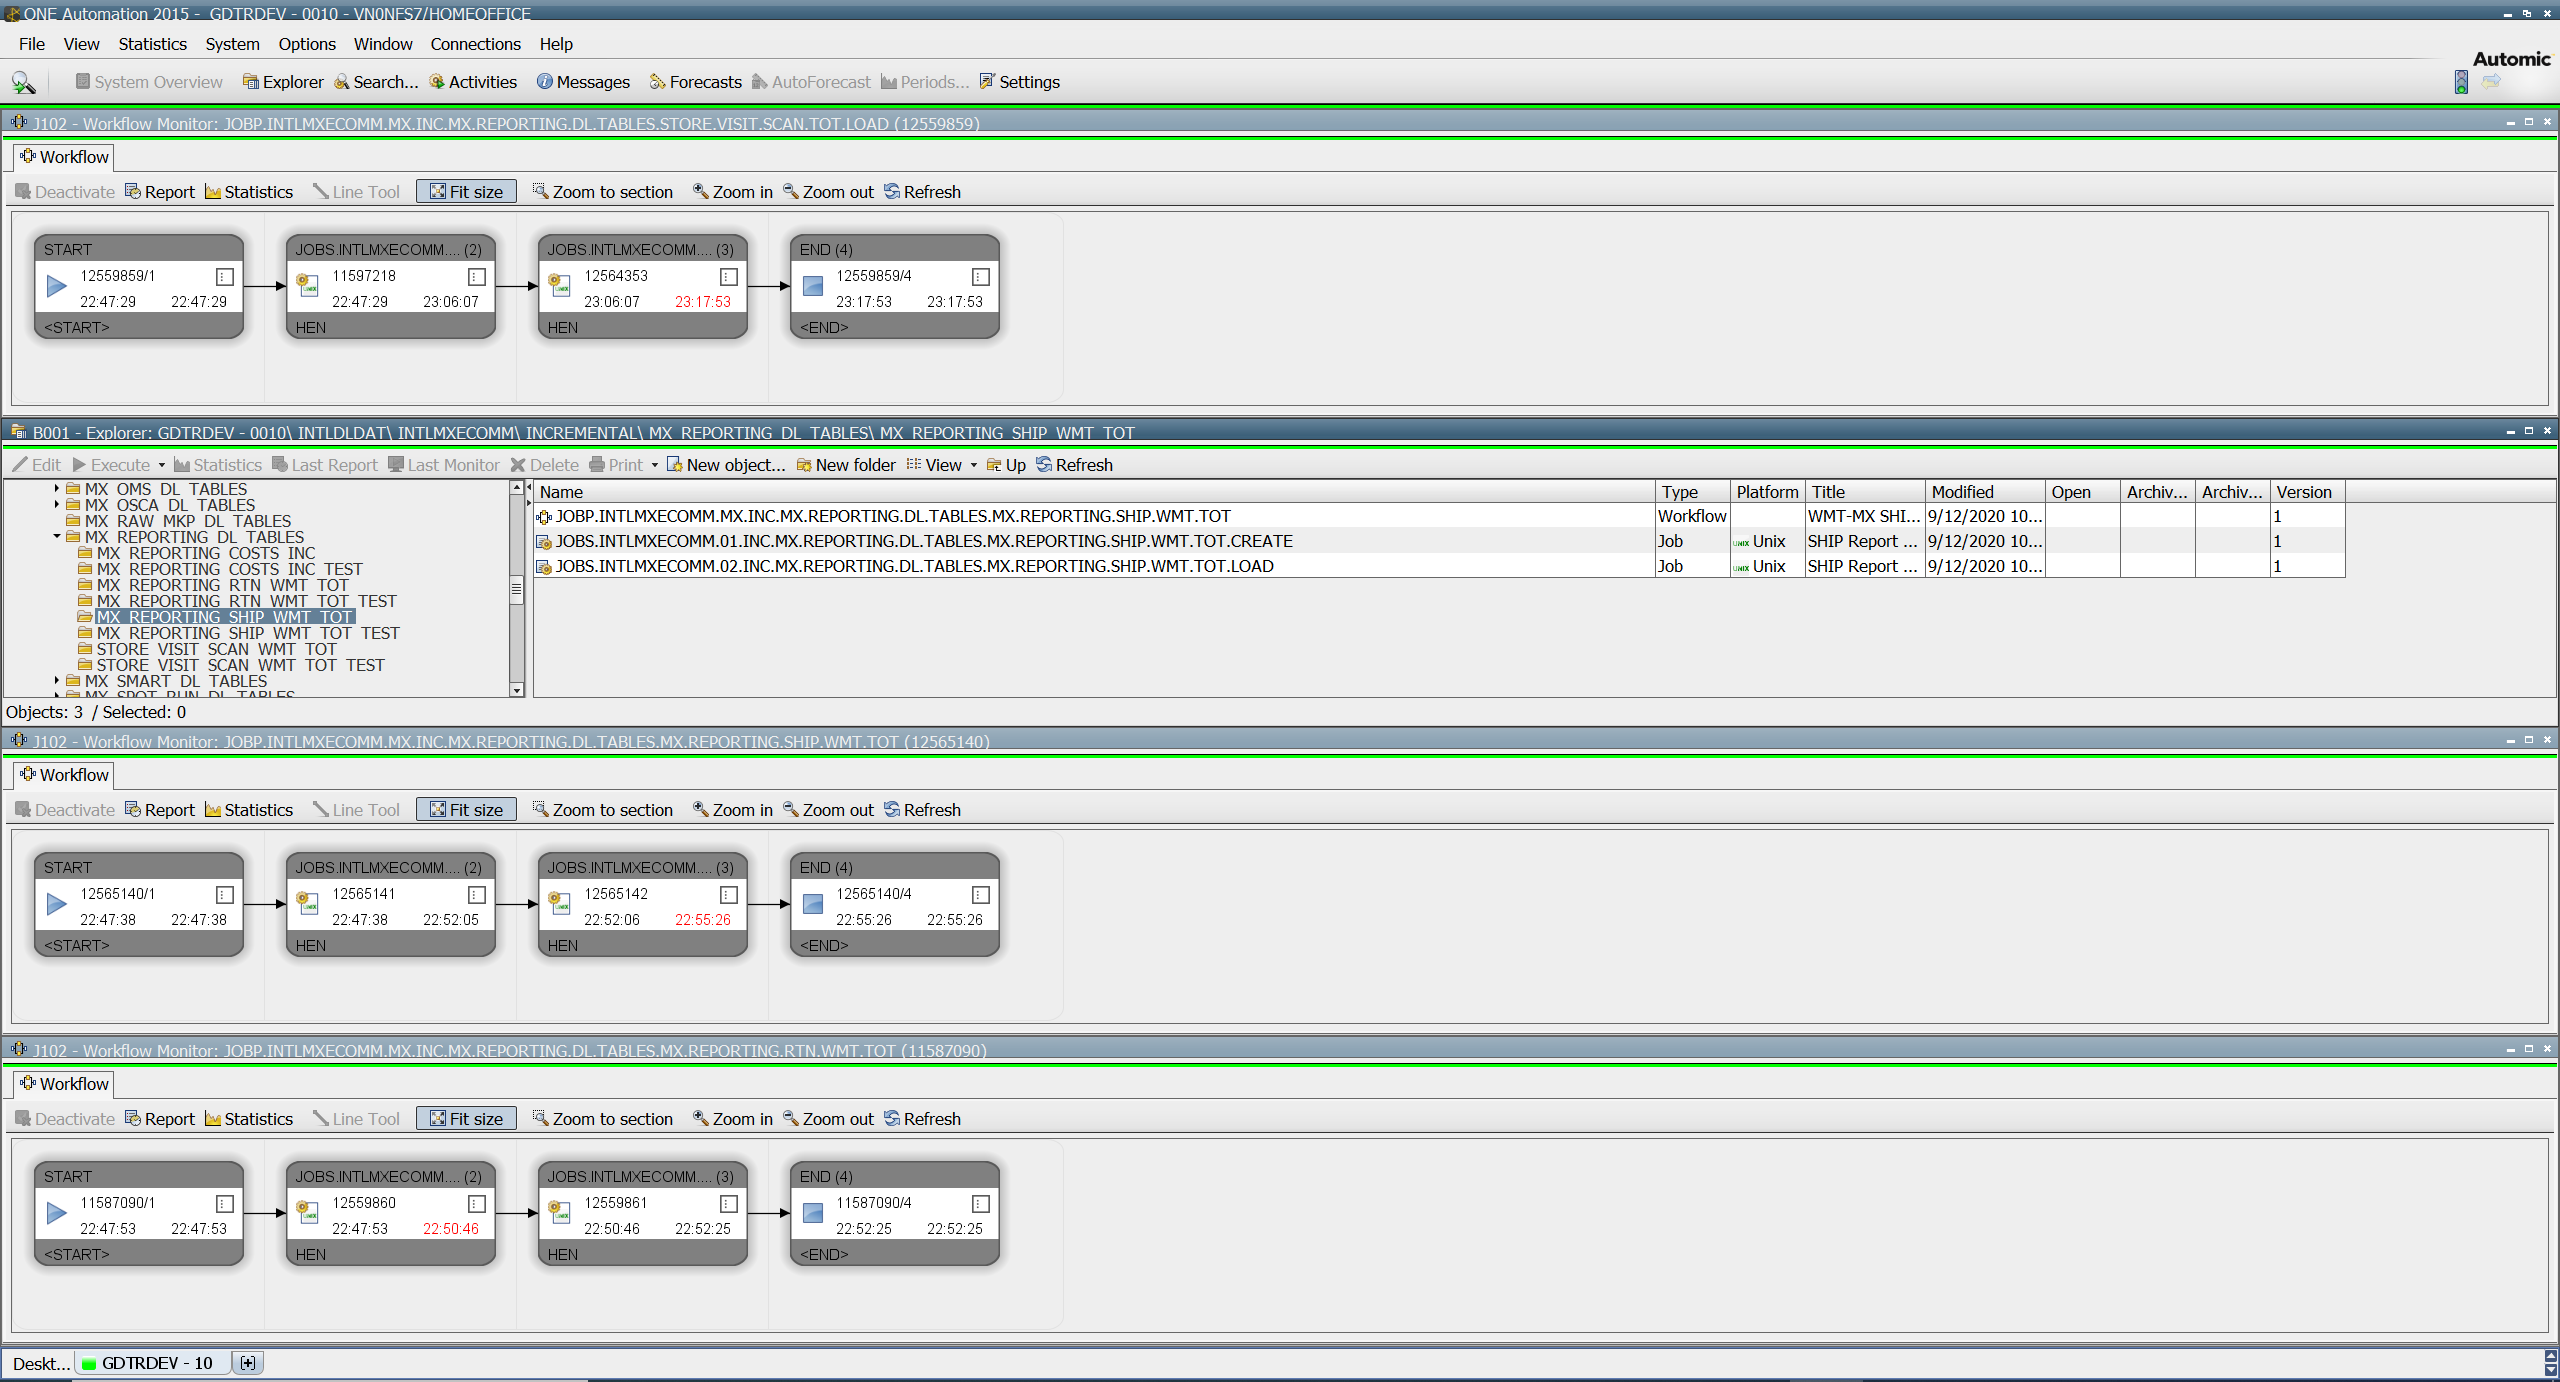 ONE Automation 2015 - GDTRDEV - 0010 - VN0NFS7/HOMEOFFICE
File View Statistics System Options Window Connections Help
Automic
System Overview Explorer Search... Activities Messages Forecasts AutoForecast Periods... Settings
J102 - Workflow Monitor: JOBP.INTLMXECOMM.MX.INC.MX.REPORTING.DL.TABLES.STORE.VISIT.SCAN.TOT.LOAD (12559859)
Workflow
Deactivate Report Statistics Line Tool Fit size Zoom to section Zoom in Zoom out Refresh
START JOBS.INTLMXECOMM.... (2) JOBS.INTLMXECOMM.... (3) END (4)
12559859/1 11597218 12564353 12559859/4
22:47:29 22:47:29 22:47:29 23:06:07 23:06:07 23:17:53 23:17:53 23:17:53
<START> HEN HEN <END>
B001 - Explorer: GDTRDEV - 0010\ INTLDLDAT\ INTLMXECOMM\ INCREMENTAL\ MX_REPORTING_DL_TABLES\ MX_REPORTING_SHIP_WMT_TOT
Edit Execute Statistics Last Report Last Monitor Delete Print New object... New folder View Up Refresh
MX_OMS_DL_TABLES
MX_OSCA_DL_TABLES
MX_RAW_MKP_DL_TABLES
MX_REPORTING_DL_TABLES
MX_REPORTING_COSTS_INC
MX_REPORTING_COSTS_INC_TEST
MX_REPORTING_RTN_WMT_TOT
MX_REPORTING_RTN_WMT_TOT_TEST
MX_REPORTING_SHIP_WMT_TOT
MX_REPORTING_SHIP_WMT_TOT_TEST
STORE_VISIT_SCAN_WMT_TOT
STORE_VISIT_SCAN_WMT_TOT_TEST
MX_SMART_DL_TABLES
MX_SPOT_RUN_DL_TABLES
Name Type Platform Title Modified Open Archiv... Archiv... Version
JOBP.INTLMXECOMM.MX.INC.MX.REPORTING.DL.TABLES.MX.REPORTING.SHIP.WMT.TOT Workflow WMT-MX SHI... 9/12/2020 10... 1
JOBS.INTLMXECOMM.01.INC.MX.REPORTING.DL.TABLES.MX.REPORTING.SHIP.WMT.TOT.CREATE Job UNIX Unix SHIP Report ... 9/12/2020 10... 1
JOBS.INTLMXECOMM.02.INC.MX.REPORTING.DL.TABLES.MX.REPORTING.SHIP.WMT.TOT.LOAD Job UNIX Unix SHIP Report ... 9/12/2020 10... 1
Objects: 3 / Selected: 0
J102 - Workflow Monitor: JOBP.INTLMXECOMM.MX.INC.MX.REPORTING.DL.TABLES.MX.REPORTING.SHIP.WMT.TOT (12565140)
Workflow
Deactivate Report Statistics Line Tool Fit size Zoom to section Zoom in Zoom out Refresh
START JOBS.INTLMXECOMM.... (2) JOBS.INTLMXECOMM.... (3) END (4)
12565140/1 12565141 12565142 12565140/4
22:47:38 22:47:38 22:47:38 22:52:05 22:52:06 22:55:26 22:55:26 22:55:26
<START> HEN HEN <END>
J102 - Workflow Monitor: JOBP.INTLMXECOMM.MX.INC.MX.REPORTING.DL.TABLES.MX.REPORTING.RTN.WMT.TOT (11587090)
Workflow
Deactivate Report Statistics Line Tool Fit size Zoom to section Zoom in Zoom out Refresh
START JOBS.INTLMXECOMM.... (2) JOBS.INTLMXECOMM.... (3) END (4)
11587090/1 12559860 12559861 11587090/4
22:47:53 22:47:53 22:47:53 22:50:46 22:50:46 22:52:25 22:52:25 22:52:25
<START> HEN HEN <END>
Deskt... GDTRDEV - 10 [+]